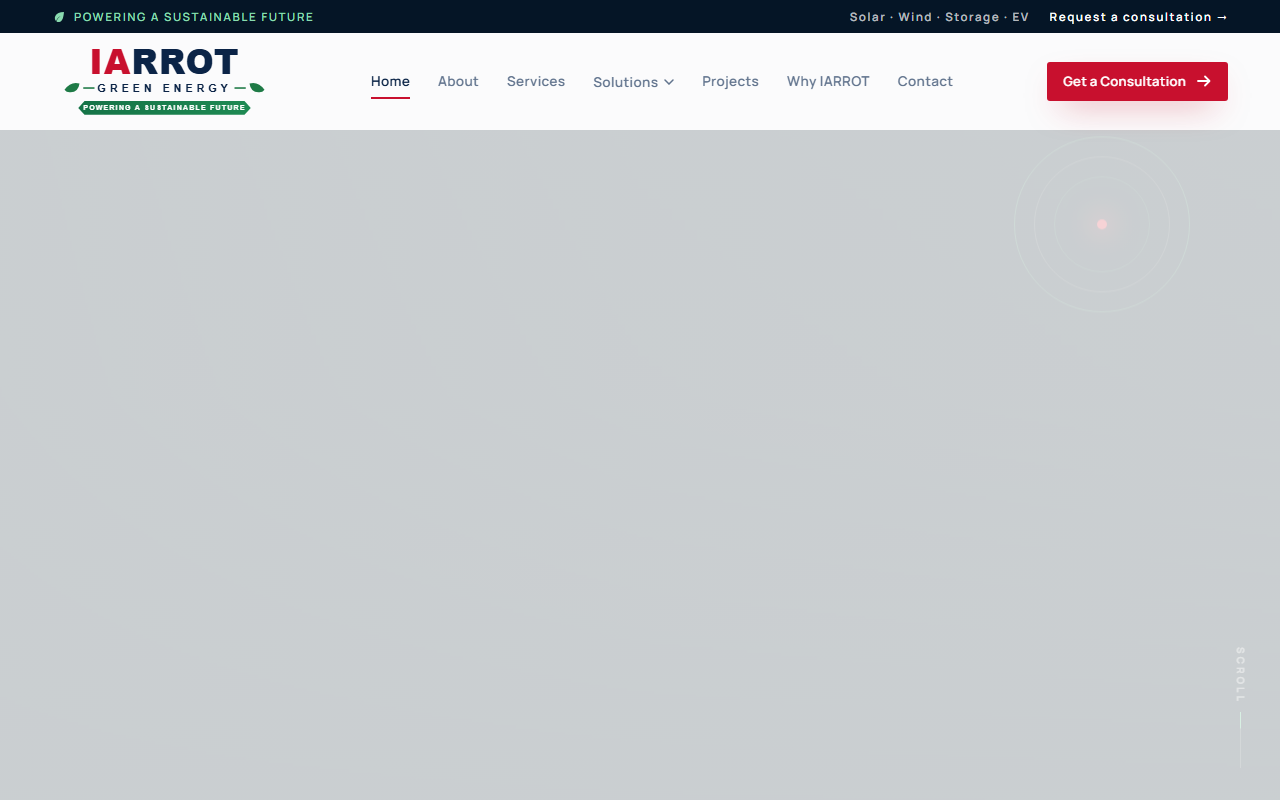 POWERING A SUSTAINABLE FUTURE
Solar · Wind · Storage · EV
Request a consultation →
IARROT
GREEN ENERGY
POWERING A SUSTAINABLE FUTURE
Home
About
Services
Solutions
Projects
Why IARROT
Contact
Get a Consultation →
SCROLL